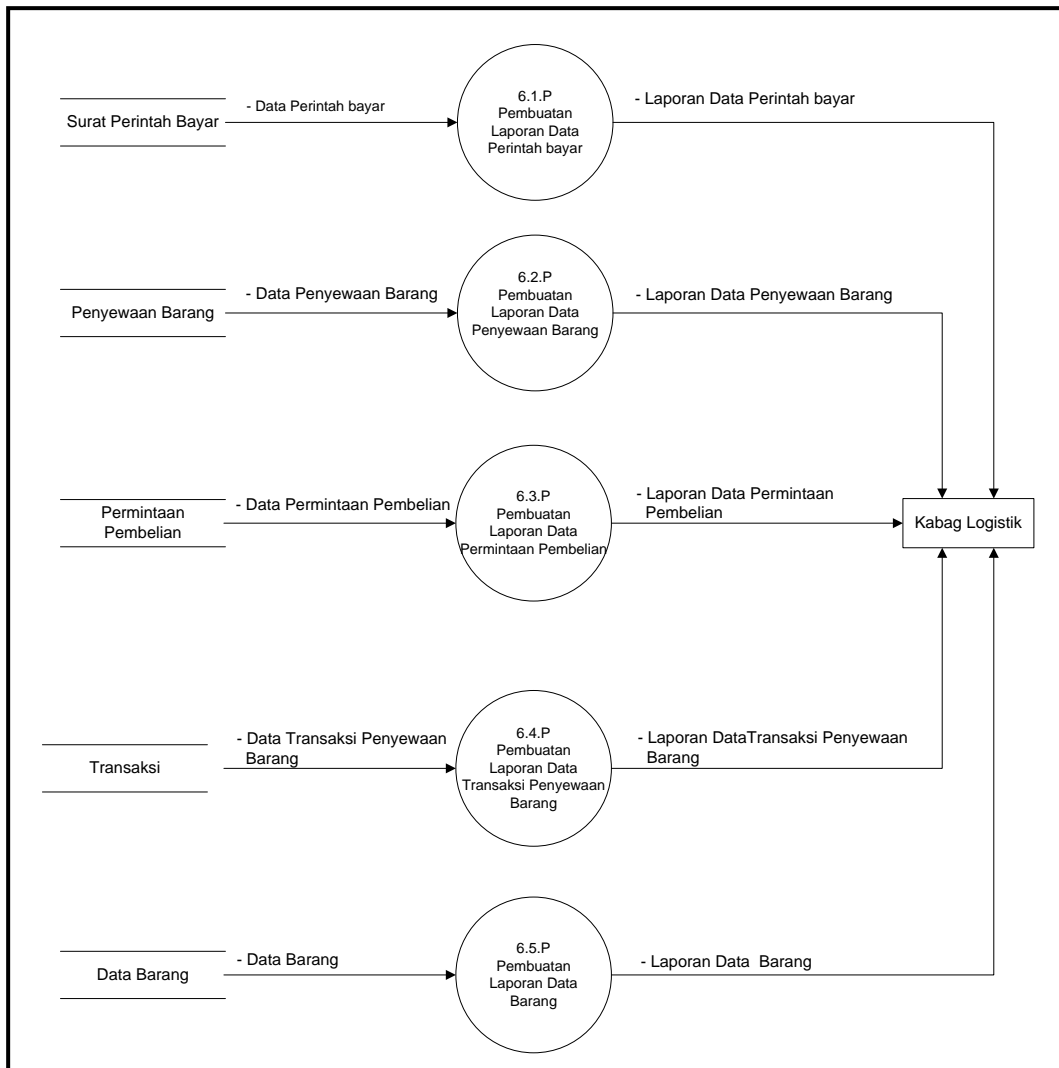 Surat Perintah Bayar
- Data Perintah bayar
6.1.P
Pembuatan
Laporan Data
Perintah bayar
- Laporan Data Perintah bayar
Penyewaan Barang
- Data Penyewaan Barang
6.2.P
Pembuatan
Laporan Data
Penyewaan Barang
- Laporan Data Penyewaan Barang
Permintaan
Pembelian
- Data Permintaan Pembelian
6.3.P
Pembuatan
Laporan Data
Permintaan Pembelian
- Laporan Data Permintaan
Pembelian
Kabag Logistik
Transaksi
- Data Transaksi Penyewaan
Barang
6.4.P
Pembuatan
Laporan Data
Transaksi Penyewaan
Barang
- Laporan DataTransaksi Penyewaan
Barang
Data Barang
- Data Barang
6.5.P
Pembuatan
Laporan Data
Barang
- Laporan Data  Barang